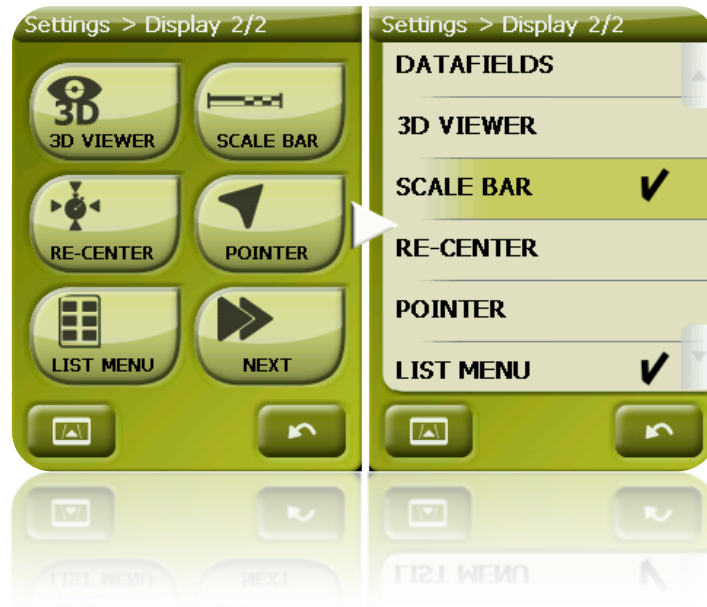 Settings > Display 2/2
3D
3D VIEWER
SCALE BAR
RE-CENTER
POINTER
LIST MENU
NEXT
Settings > Display 2/2
DATAFIELDS
3D VIEWER
SCALE BAR
RE-CENTER
POINTER
LIST MENU